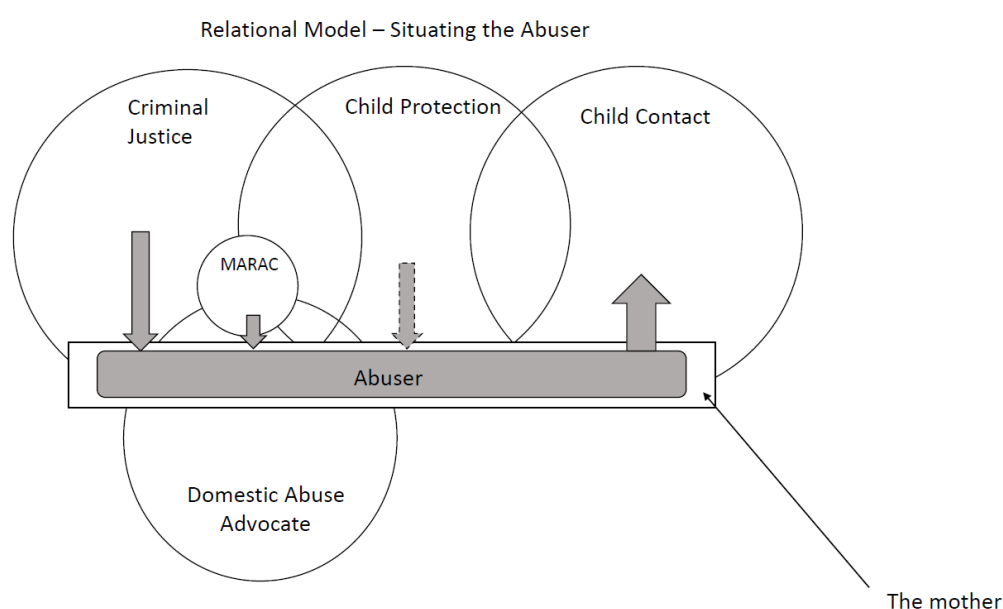 Relational Model – Situating the Abuser
Criminal
Justice
Child Protection
Child Contact
MARAC
Abuser
Domestic Abuse
Advocate
The mother